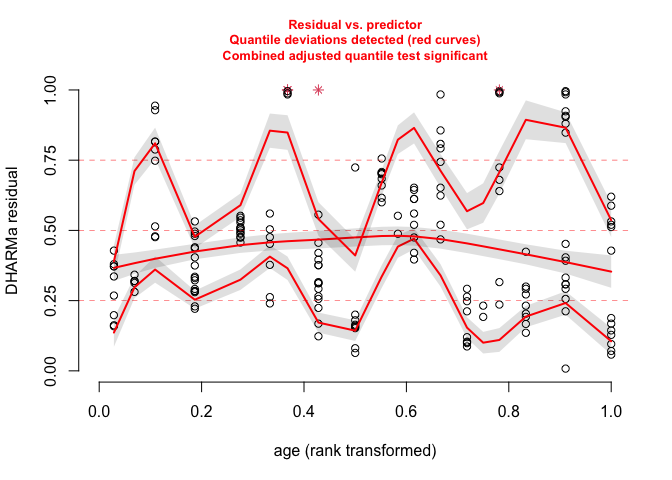 Residual vs. predictor
Quantile deviations detected (red curves)
Combined adjusted quantile test significant
DHARMa residual
1.00
0.75
0.50
0.25
0.00
0.0 0.2 0.4 0.6 0.8 1.0
age (rank transformed)